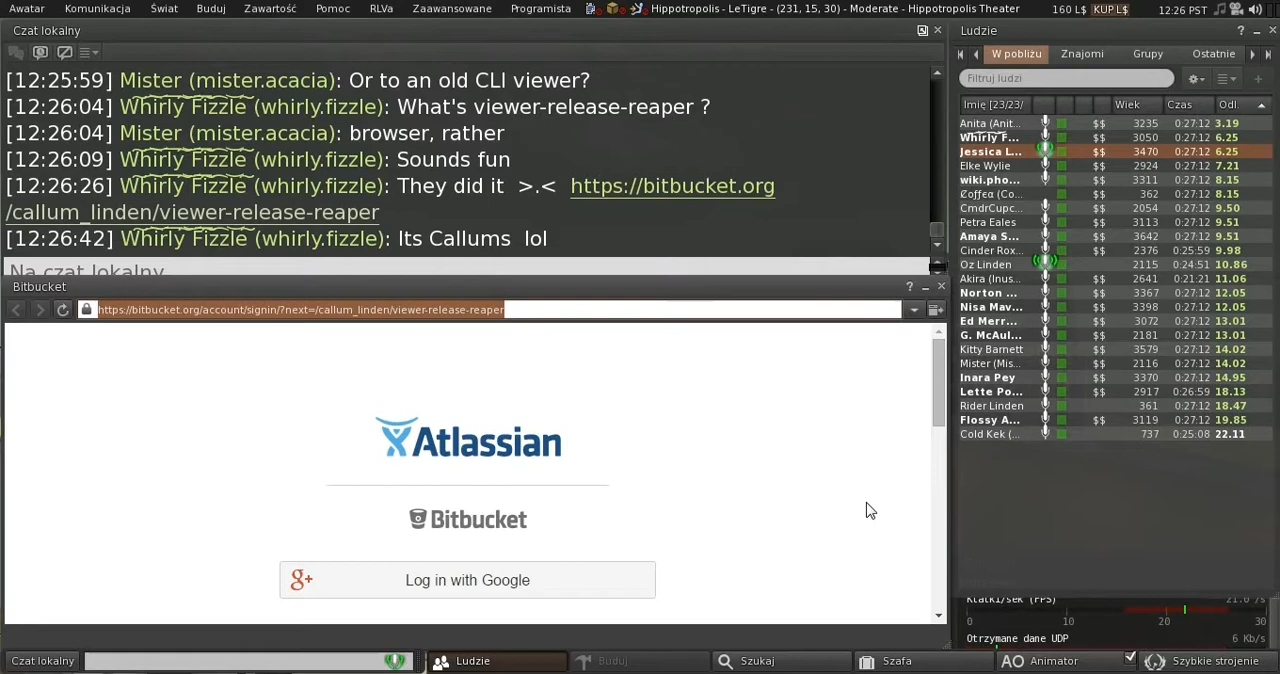 Awatar Komunikacja Świat Buduj Zawartość Pomoc RLVa Zaawansowane Programista Hippotropolis - LeTigre - (231, 15, 30) - Moderate - Hippotropolis Theater 160 L$ KUP L$ 12:26 PST
Czat lokalny
[12:25:59] Mister (mister.acacia): Or to an old CLI viewer?
[12:26:04] Whirly Fizzle (whirly.fizzle): What's viewer-release-reaper ?
[12:26:04] Mister (mister.acacia): browser, rather
[12:26:09] Whirly Fizzle (whirly.fizzle): Sounds fun
[12:26:26] Whirly Fizzle (whirly.fizzle): They did it >.< https://bitbucket.org
/callum_linden/viewer-release-reaper
[12:26:42] Whirly Fizzle (whirly.fizzle): Its Callums lol
Na czat lokalny
Bitbucket
https://bitbucket.org/account/signin/?next=/callum_linden/viewer-release-reaper
Atlassian
Bitbucket
g+ Log in with Google
Ludzie
W pobliżu Znajomi Grupy Ostatnie
Filtruj ludzi
Imię [23/23/ Wiek Czas Odl.
Anita (Anit... $$ 3235 0:27:12 3.19
Whirly F... $$ 3050 0:27:12 6.25
Jessica L... $$ 3470 0:27:12 6.25
Elke Wylie $$ 2924 0:27:12 7.21
wiki.pho... $$ 3311 0:27:12 8.15
(Co... $$ 362 0:27:12 8.15
CmdrCupc... $$ 2054 0:27:12 9.50
Petra Eales $$ 3113 0:27:12 9.51
Amaya S... $$ 3642 0:27:12 9.51
Cinder Rox... $$ 2376 0:25:59 9.98
Oz Linden 2115 0:24:51 10.86
Akira (Inus... $$ 2641 0:21:21 11.06
Norton ... $$ 3367 0:27:12 12.05
Nisa Mav... $$ 3398 0:27:12 12.05
Ed Merr... $$ 3072 0:27:12 13.01
G. McAul... $$ 2181 0:27:12 13.01
Kitty Barnett $$ 3579 0:27:12 14.02
Mister (Mis... $$ 2116 0:27:12 14.02
Inara Pey $$ 3370 0:27:12 14.95
Lette Po... $$ 2917 0:26:59 18.13
Rider Linden 361 0:27:12 18.47
Flossy A... $$ 3119 0:27:12 19.85
Cold Kek (... 737 0:25:08 22.11
Klatki/sek (FPS) 21.0 /s
0 10 20 30
Otrzymane dane UDP 6 Kb/s
Czat lokalny Ludzie Buduj Szukaj Szafa AO Animator Szybkie strojenie